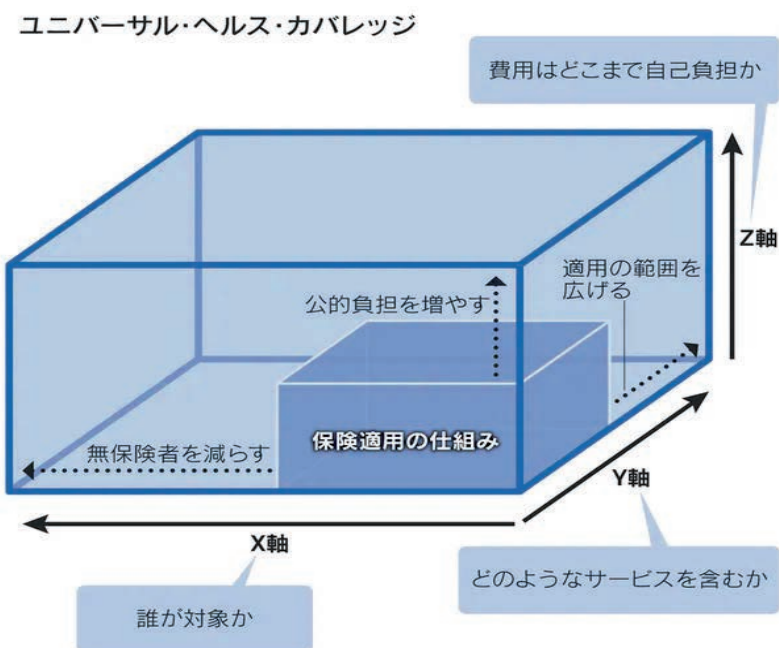 ユニバーサル・ヘルス・カバレッジ
費用はどこまで自己負担か
Z軸
適用の範囲を
広げる
公的負担を増やす
保険適用の仕組み
無保険者を減らす
Y軸
X軸
どのようなサービスを含むか
誰が対象か